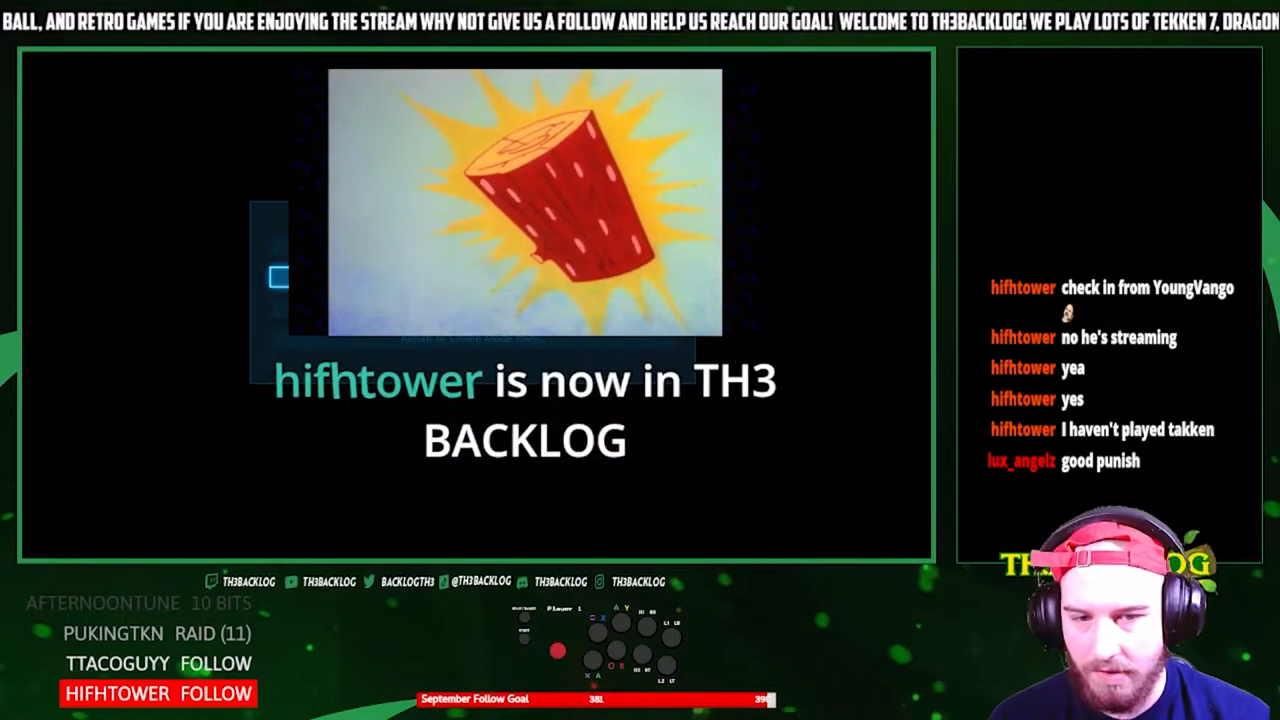 BALL, AND RETRO GAMES IF YOU ARE ENJOYING THE STREAM WHY NOT GIVE US A FOLLOW AND HELP US REACH OUR GOAL! WELCOME TO TH3BACKLOG! WE PLAY LOTS OF TEKKEN 7, DRAGON
hifhtower is now in TH3
BACKLOG
hifhtower check in from YoungVango
hifhtower no he's streaming
hifhtower yea
hifhtower yes
hifhtower I haven't played takken
lux_angelz good punish
TH3BACKLOG TH3BACKLOG BACKLOGTH3 @TH3BACKLOG TH3BACKLOG TH3BACKLOG
AFTERNOONTUNE 10 BITS
PUKINGTKN RAID (11)
TTACOGUYY FOLLOW
HIFHTOWER FOLLOW
Player 1
September Follow Goal 381 390